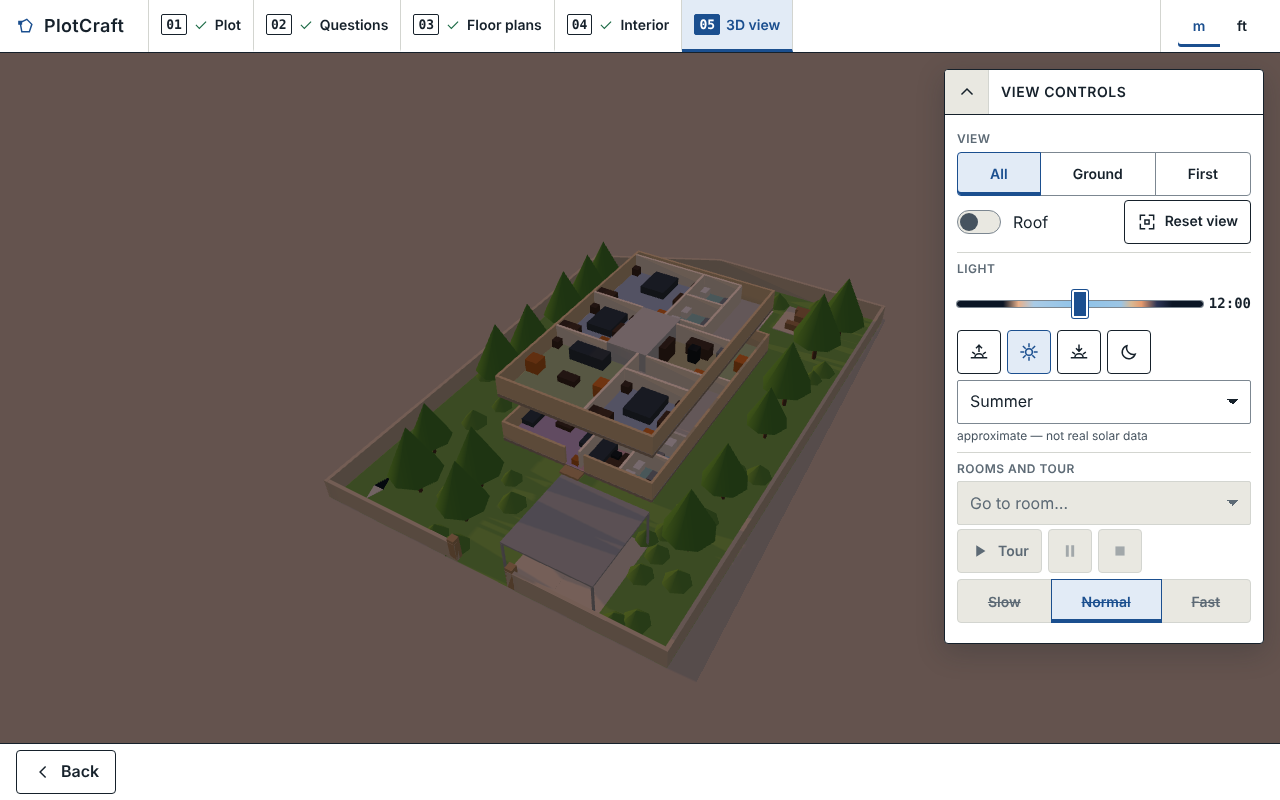 PlotCraft
01 Plot
02 Questions
03 Floor plans
04 Interior
05 3D view
m ft
VIEW CONTROLS
VIEW
All Ground First
Roof Reset view
LIGHT
12:00
Summer
approximate — not real solar data
ROOMS AND TOUR
Go to room...
Tour
Slow Normal Fast
Back